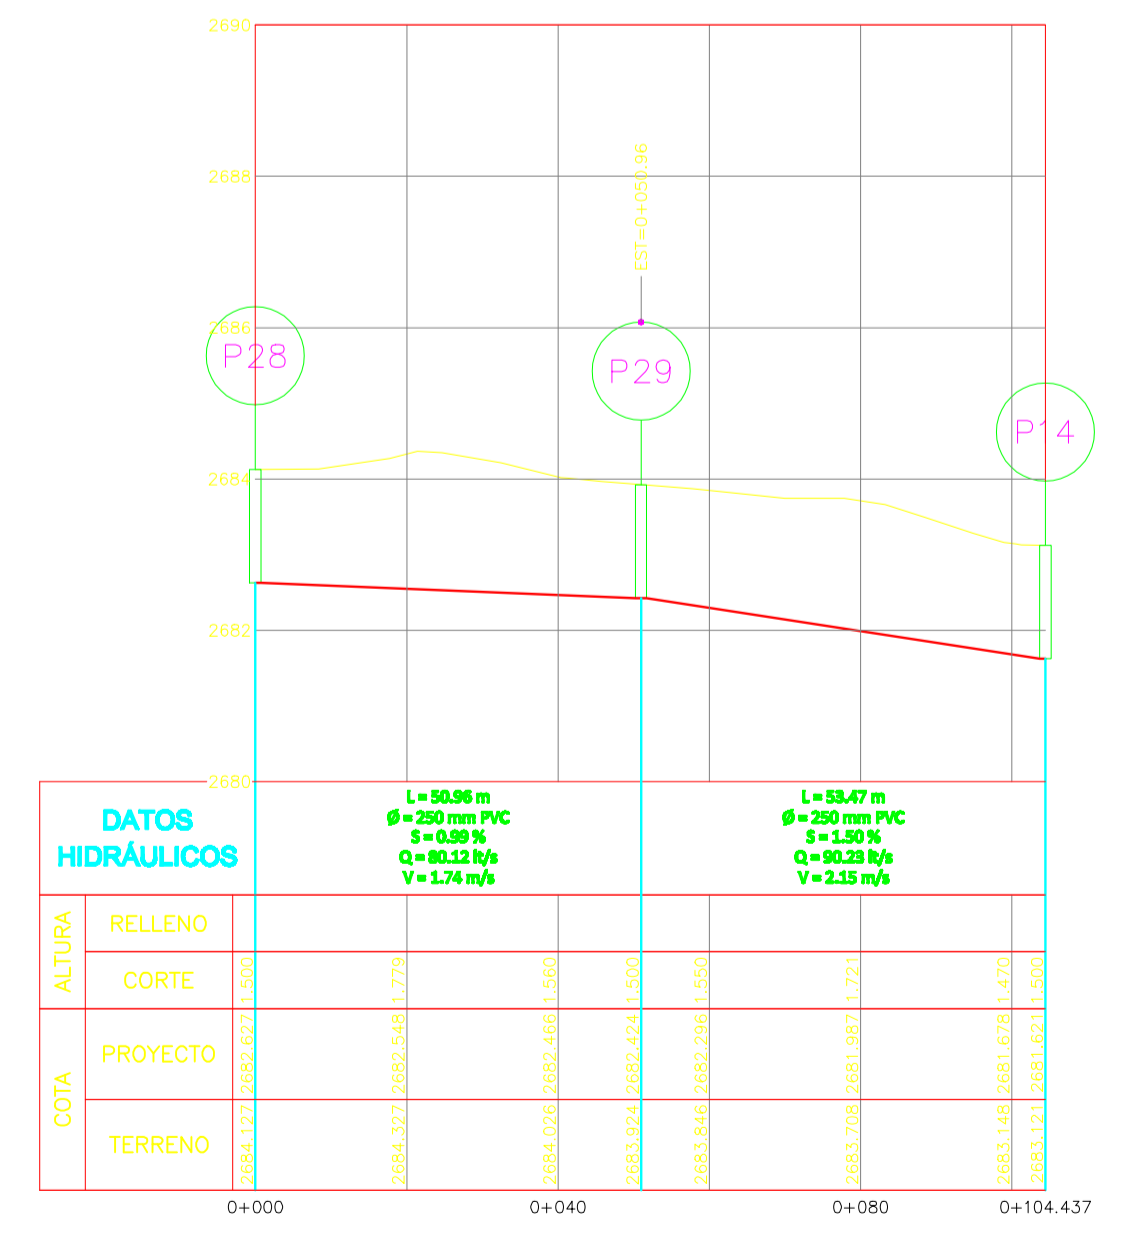 2690
2688
2686
2684
2682
2680
EST=0+050.96
P28
P29
P14
DATOS
HIDRÁULICOS
L = 50.96 m
Ø = 250 mm PVC
S = 0.99 %
Q = 80.12 lt/s
V = 1.74 m/s
L = 53.47 m
Ø = 250 mm PVC
S = 1.50 %
Q = 90.23 lt/s
V = 2.15 m/s
ALTURA
RELLENO
CORTE
1.500
1.779
1.560
1.500
1.550
1.721
1.470
1.500
COTA
PROYECTO
2682.627
2682.548
2682.466
2682.424
2682.296
2681.987
2681.678
2681.621
TERRENO
2684.127
2684.327
2684.026
2683.924
2683.846
2683.708
2683.148
2683.121
0+000
0+040
0+080
0+104.437